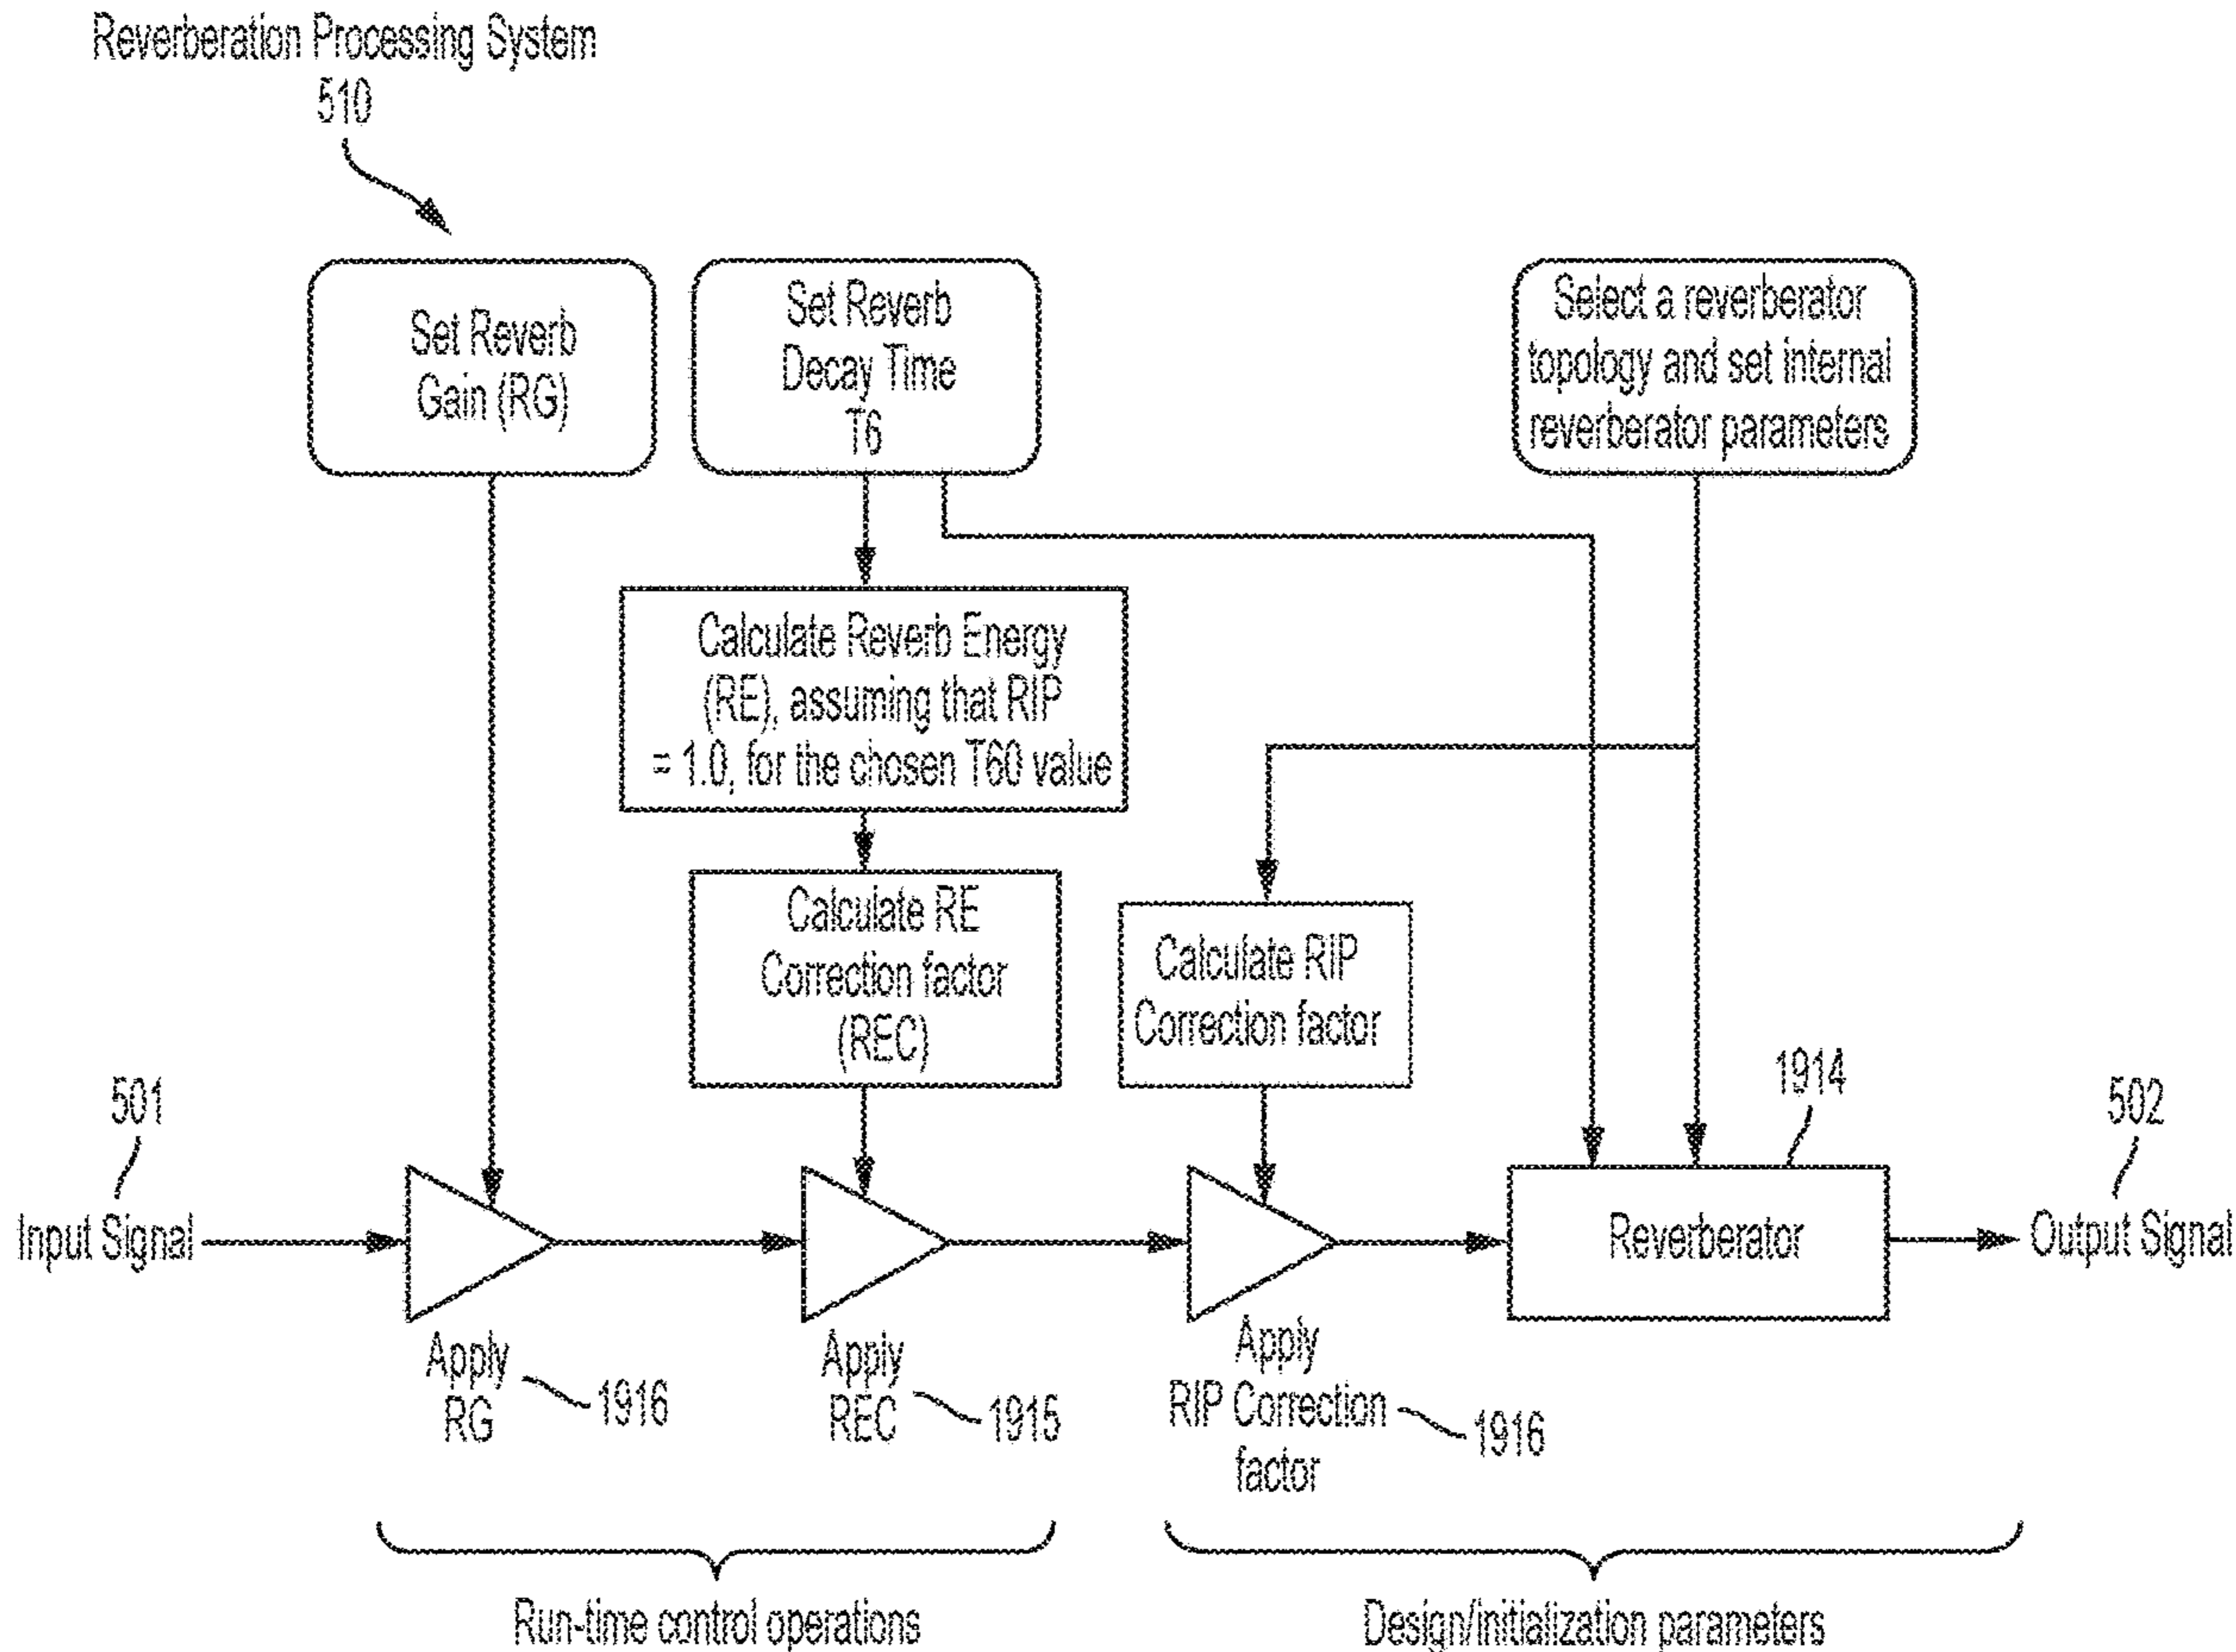 Reverberation Processing System
510
Set Reverb
Gain (RG)
Set Reverb
Decay Time
T6
Select a reverberator
topology and set internal
reverberator parameters
Calculate Reverb Energy
(RE), assuming that RIP
= 1.0, for the chosen T60 value
Calculate RE
Correction factor
(REC)
Calculate RIP
Correction factor
501
Input Signal
1914
Reverberator
502
Output Signal
Apply
RG
1916
Apply
REC
1915
Apply
RIP Correction
factor
1916
Run-time control operations
Design/initialization parameters